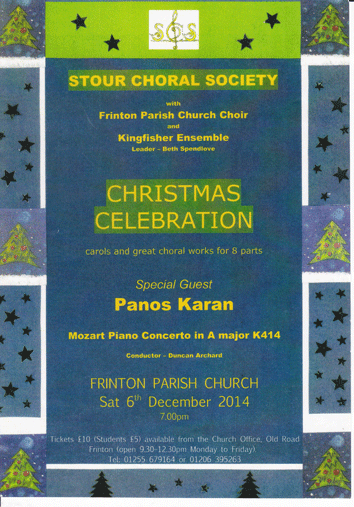 SCS
STOUR CHORAL SOCIETY
with
Frinton Parish Church Choir
and
Kingfisher Ensemble
Leader - Beth Spendlove
CHRISTMAS
CELEBRATION
carols and great choral works for 8 parts
Special Guest
Panos Karan
Mozart Piano Concerto in A major K414
Conductor - Duncan Archard
FRINTON PARISH CHURCH
Sat 6th December 2014
7.00pm
Tickets £10 (Students £5) available from the Church Office, Old Road
Frinton (open 9.30-12.30pm Monday to Friday).
Tel: 01255 679164 or 01206 395263